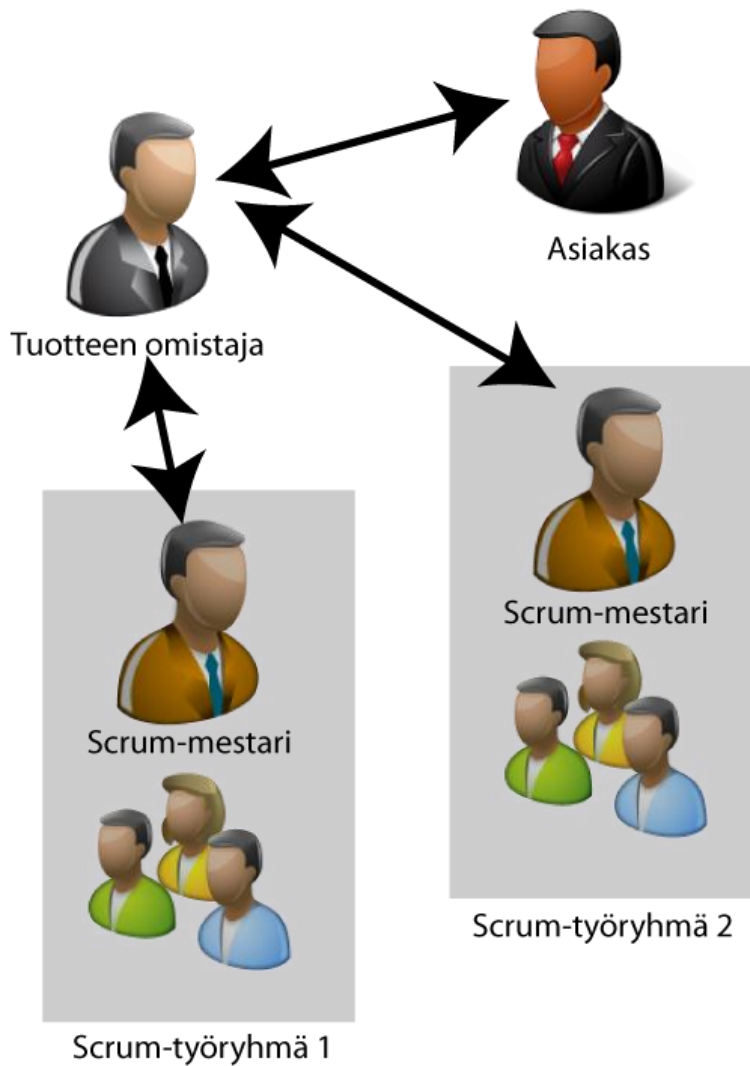 Asiakas
Tuotteen omistaja
Scrum-mestari
Scrum-mestari
Scrum-työryhmä 2
Scrum-työryhmä 1